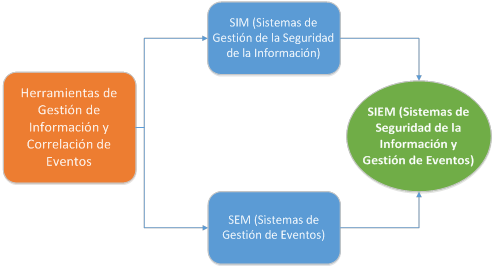 SIM (Sistemas de
Gestión de la Seguridad
de la Información)
Herramientas de
Gestión de
Información y
Correlación de
Eventos
SIEM (Sistemas de
Seguridad de la
Información y
Gestión de Eventos)
SEM (Sistemas de
Gestión de Eventos)